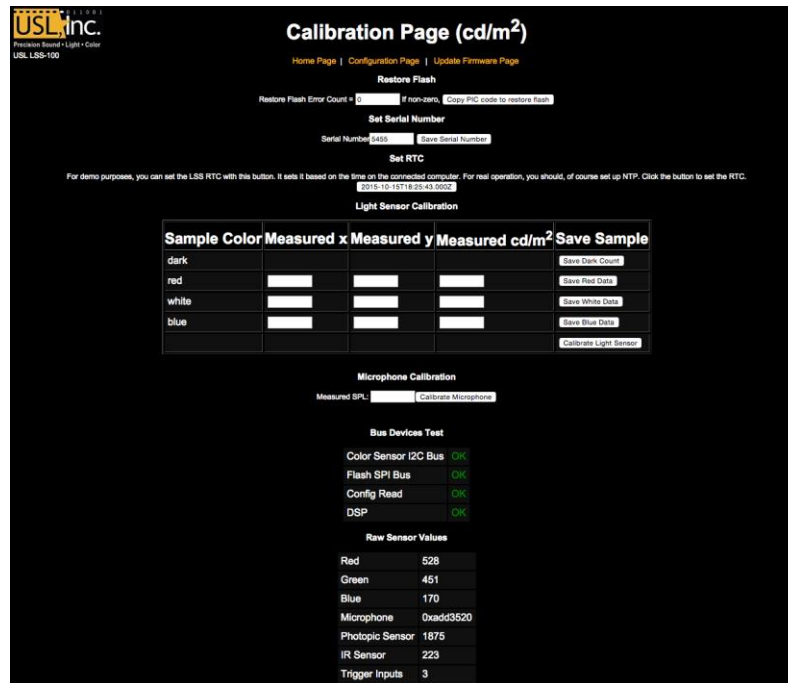 011001
USL, Inc.
Precision Sound • Light • Color
USL LSS-100
Calibration Page (cd/m2)
Home Page | Configuration Page | Update Firmware Page
Restore Flash
Restore Flash Error Count = 0 If non-zero, Copy PIC code to restore flash
Set Serial Number
Serial Number 5455 Save Serial Number
Set RTC
For demo purposes, you can set the LSS RTC with this button. It sets it based on the time on the connected computer. For real operation, you should, of course set up NTP. Click the button to set the RTC.
2015-10-15T18:25:43.000Z
Light Sensor Calibration
Sample Color Measured x Measured y Measured cd/m2 Save Sample
dark Save Dark Count
red Save Red Data
white Save White Data
blue Save Blue Data
Calibrate Light Sensor
Microphone Calibration
Measured SPL: Calibrate Microphone
Bus Devices Test
Color Sensor I2C Bus OK
Flash SPI Bus OK
Config Read OK
DSP OK
Raw Sensor Values
Red 528
Green 451
Blue 170
Microphone 0xadd3520
Photopic Sensor 1875
IR Sensor 223
Trigger Inputs 3